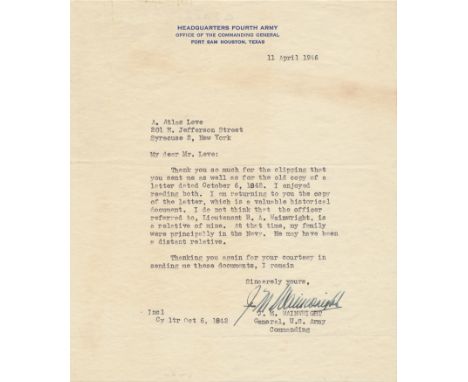 HEADQUARTERS FOURTH ARMY
OFFICE OF THE COMMANDING GENERAL
FORT SAM HOUSTON, TEXAS
11 April 1946
A. Atlas Love
201 E. Jefferson Street
Syracuse 2, New York
My dear Mr. Love:
Thank you so much for the clipping that
you sent me as well as for the old copy of a
letter dated October 6, 1842. I enjoyed
reading both. I am returning to you the copy
of the letter, which is a valuable historical
document. I do not think that the officer
referred to, Lieutenant R. A. Wainwright, is
a relative of mine. At that time, my family
were principally in the Navy. He may have been
a distant relative.
Thanking you again for your courtesy in
sending me these documents, I remain
Sincerely yours,
J M Wainwright
J. M. WAINWRIGHT
General, U.S. Army
Commanding
1 Incl
Cy ltr Oct 6, 1842